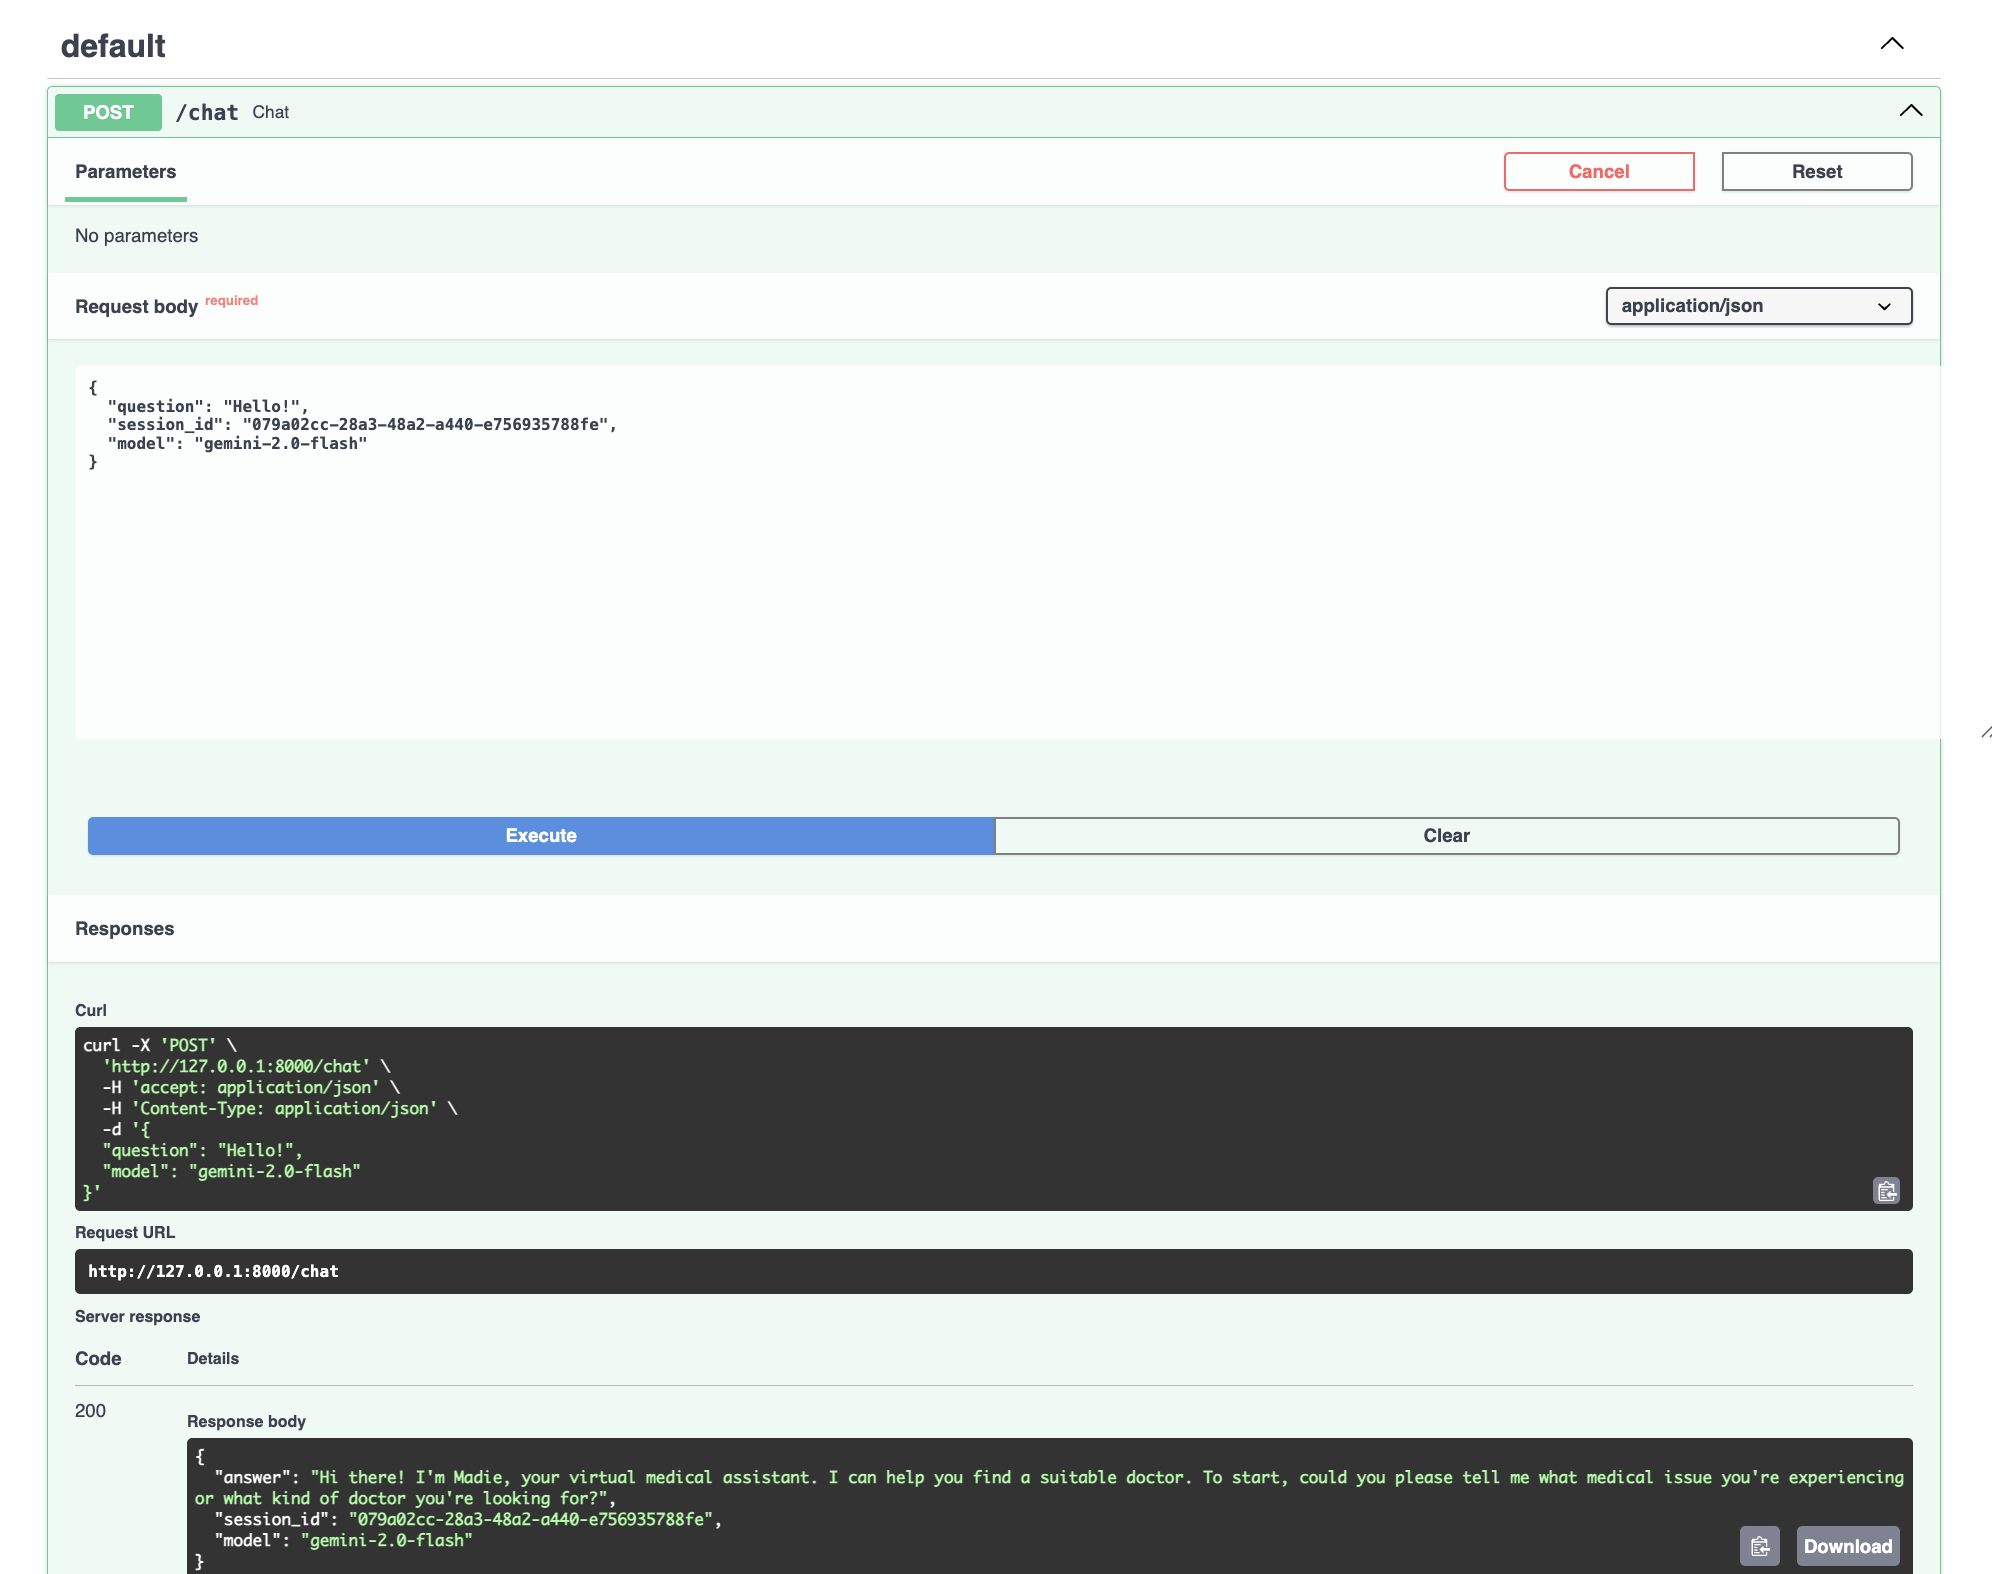 default
POST /chat Chat
Parameters Cancel Reset
No parameters
Request body required application/json
{
  "question": "Hello!",
  "session_id": "079a02cc-28a3-48a2-a440-e756935788fe",
  "model": "gemini-2.0-flash"
}
Execute Clear
Responses
Curl
curl -X 'POST' \
  'http://127.0.0.1:8000/chat' \
  -H 'accept: application/json' \
  -H 'Content-Type: application/json' \
  -d '{
  "question": "Hello!",
  "model": "gemini-2.0-flash"
}'
Request URL
http://127.0.0.1:8000/chat
Server response
Code Details
200
Response body
{
  "answer": "Hi there! I'm Madie, your virtual medical assistant. I can help you find a suitable doctor. To start, could you please tell me what medical issue you're experiencing
or what kind of doctor you're looking for?",
  "session_id": "079a02cc-28a3-48a2-a440-e756935788fe",
  "model": "gemini-2.0-flash"
}
Download